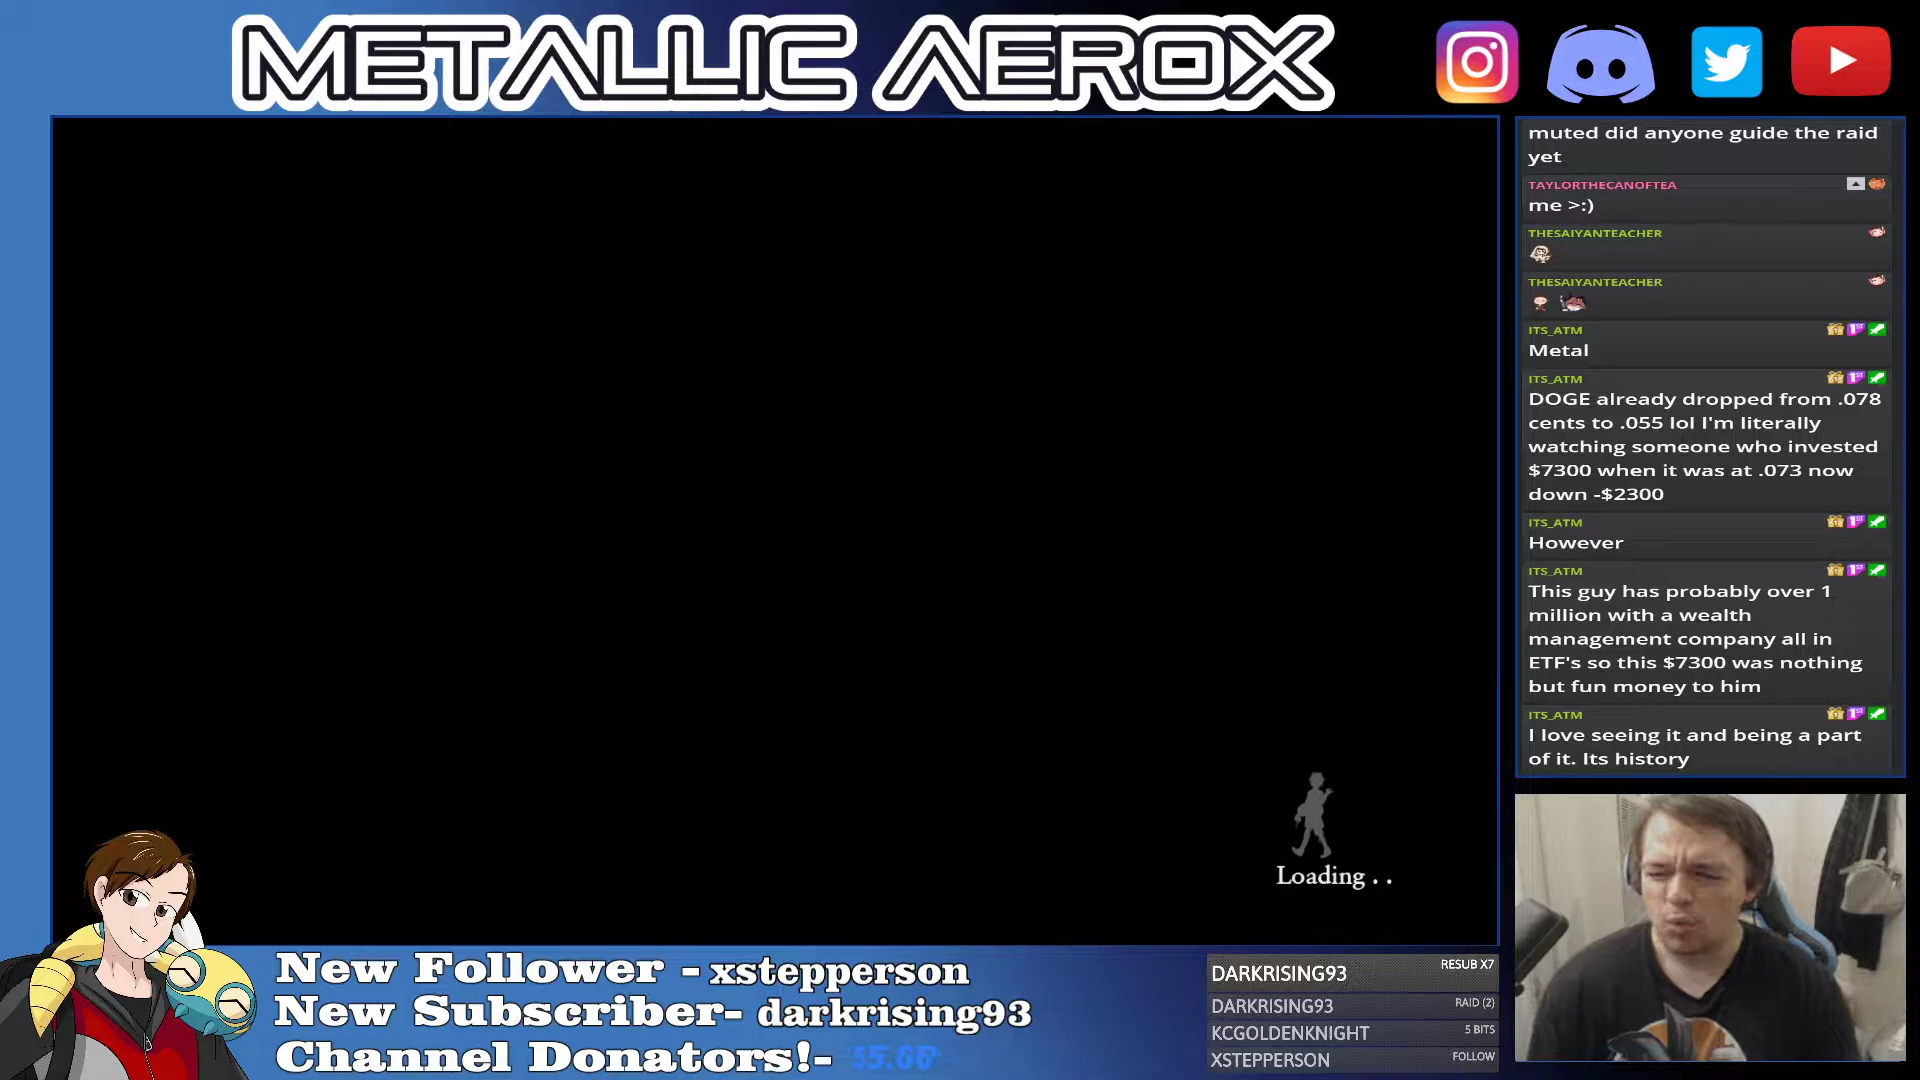 METALLIC AEROX
muted did anyone guide the raid
yet
TAYLORTHECANOFTEA
me >:)
THESAIYANTEACHER
THESAIYANTEACHER
ITS_ATM
Metal
ITS_ATM
DOGE already dropped from .078
cents to .055 lol I'm literally
watching someone who invested
$7300 when it was at .073 now
down -$2300
ITS_ATM
However
ITS_ATM
This guy has probably over 1
million with a wealth
management company all in
ETF's so this $7300 was nothing
but fun money to him
ITS_ATM
I love seeing it and being a part
of it. Its history
Loading . .
New Follower - xstepperson
New Subscriber- darkrising93
Channel Donators!-
DARKRISING93 RESUB X7
DARKRISING93 RAID (2)
KCGOLDENKNIGHT 5 BITS
XSTEPPERSON FOLLOW